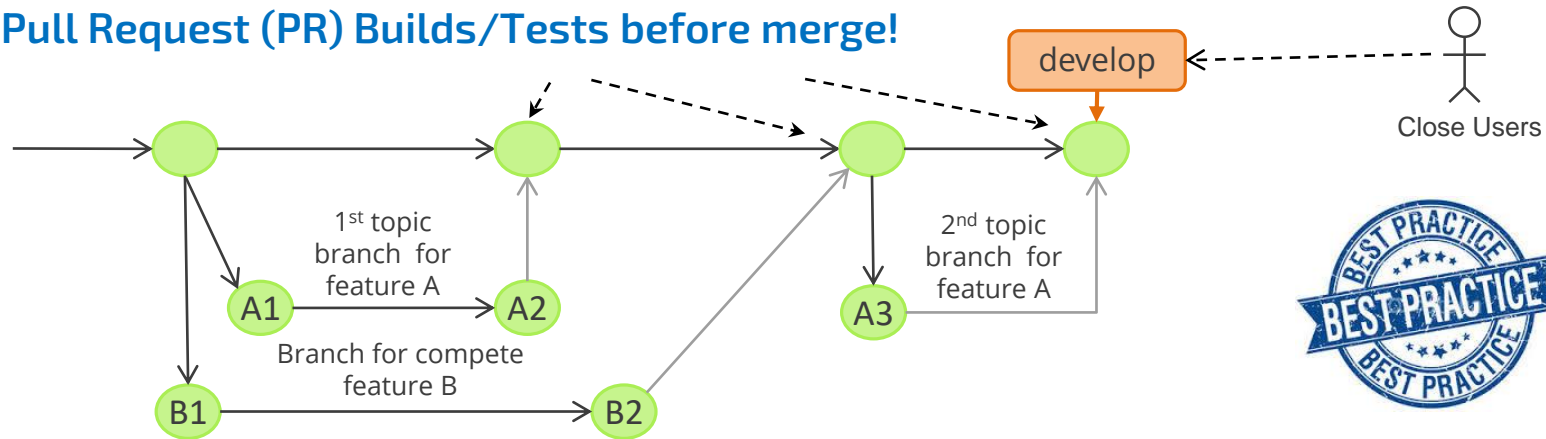 Pull Request (PR) Builds/Tests before merge!
develop
Close Users
1st topic
branch for
feature A
2nd topic
branch for
feature A
A1
A2
A3
Branch for compete
feature B
B1
B2
BEST PRACTICE
BEST PRACTICE
BEST PRACTICE